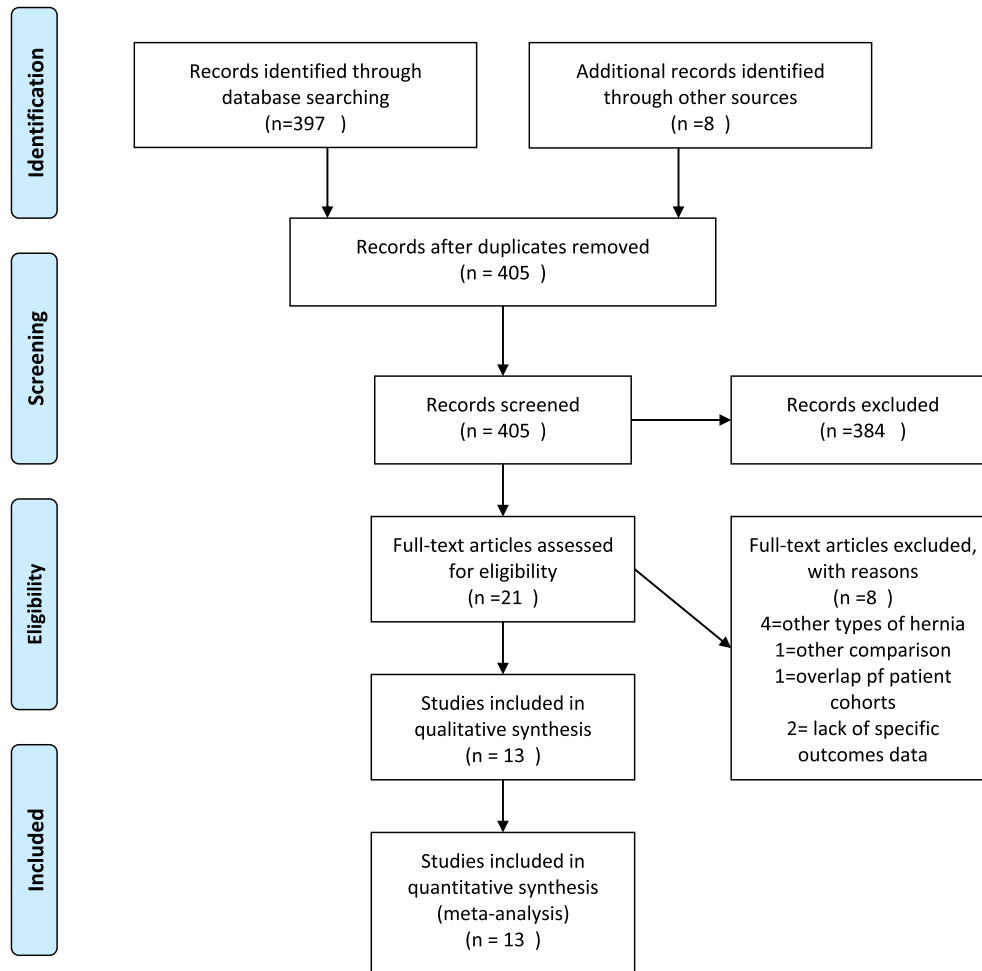 Identification
Records identified through
database searching
(n=397   )
Additional records identified
through other sources
(n =8  )
Records after duplicates removed
(n = 405  )
Screening
Records screened
(n = 405  )
Records excluded
(n =384   )
Eligibility
Full-text articles assessed
for eligibility
(n =21   )
Full-text articles excluded,
with reasons
(n =8  )
4=other types of hernia
1=other comparison
1=overlap pf patient
cohorts
2= lack of specific
outcomes data
Studies included in
qualitative synthesis
(n = 13  )
Included
Studies included in
quantitative synthesis
(meta-analysis)
(n = 13  )